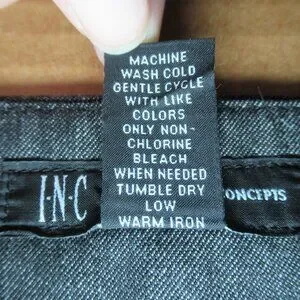 MACHINE
WASH COLD
GENTLE CYCLE
WITH LIKE
COLORS
ONLY NON-
CHLORINE
BLEACH
WHEN NEEDED
TUMBLE DRY
LOW
WARM IRON
I·N·C
ONCEPTS